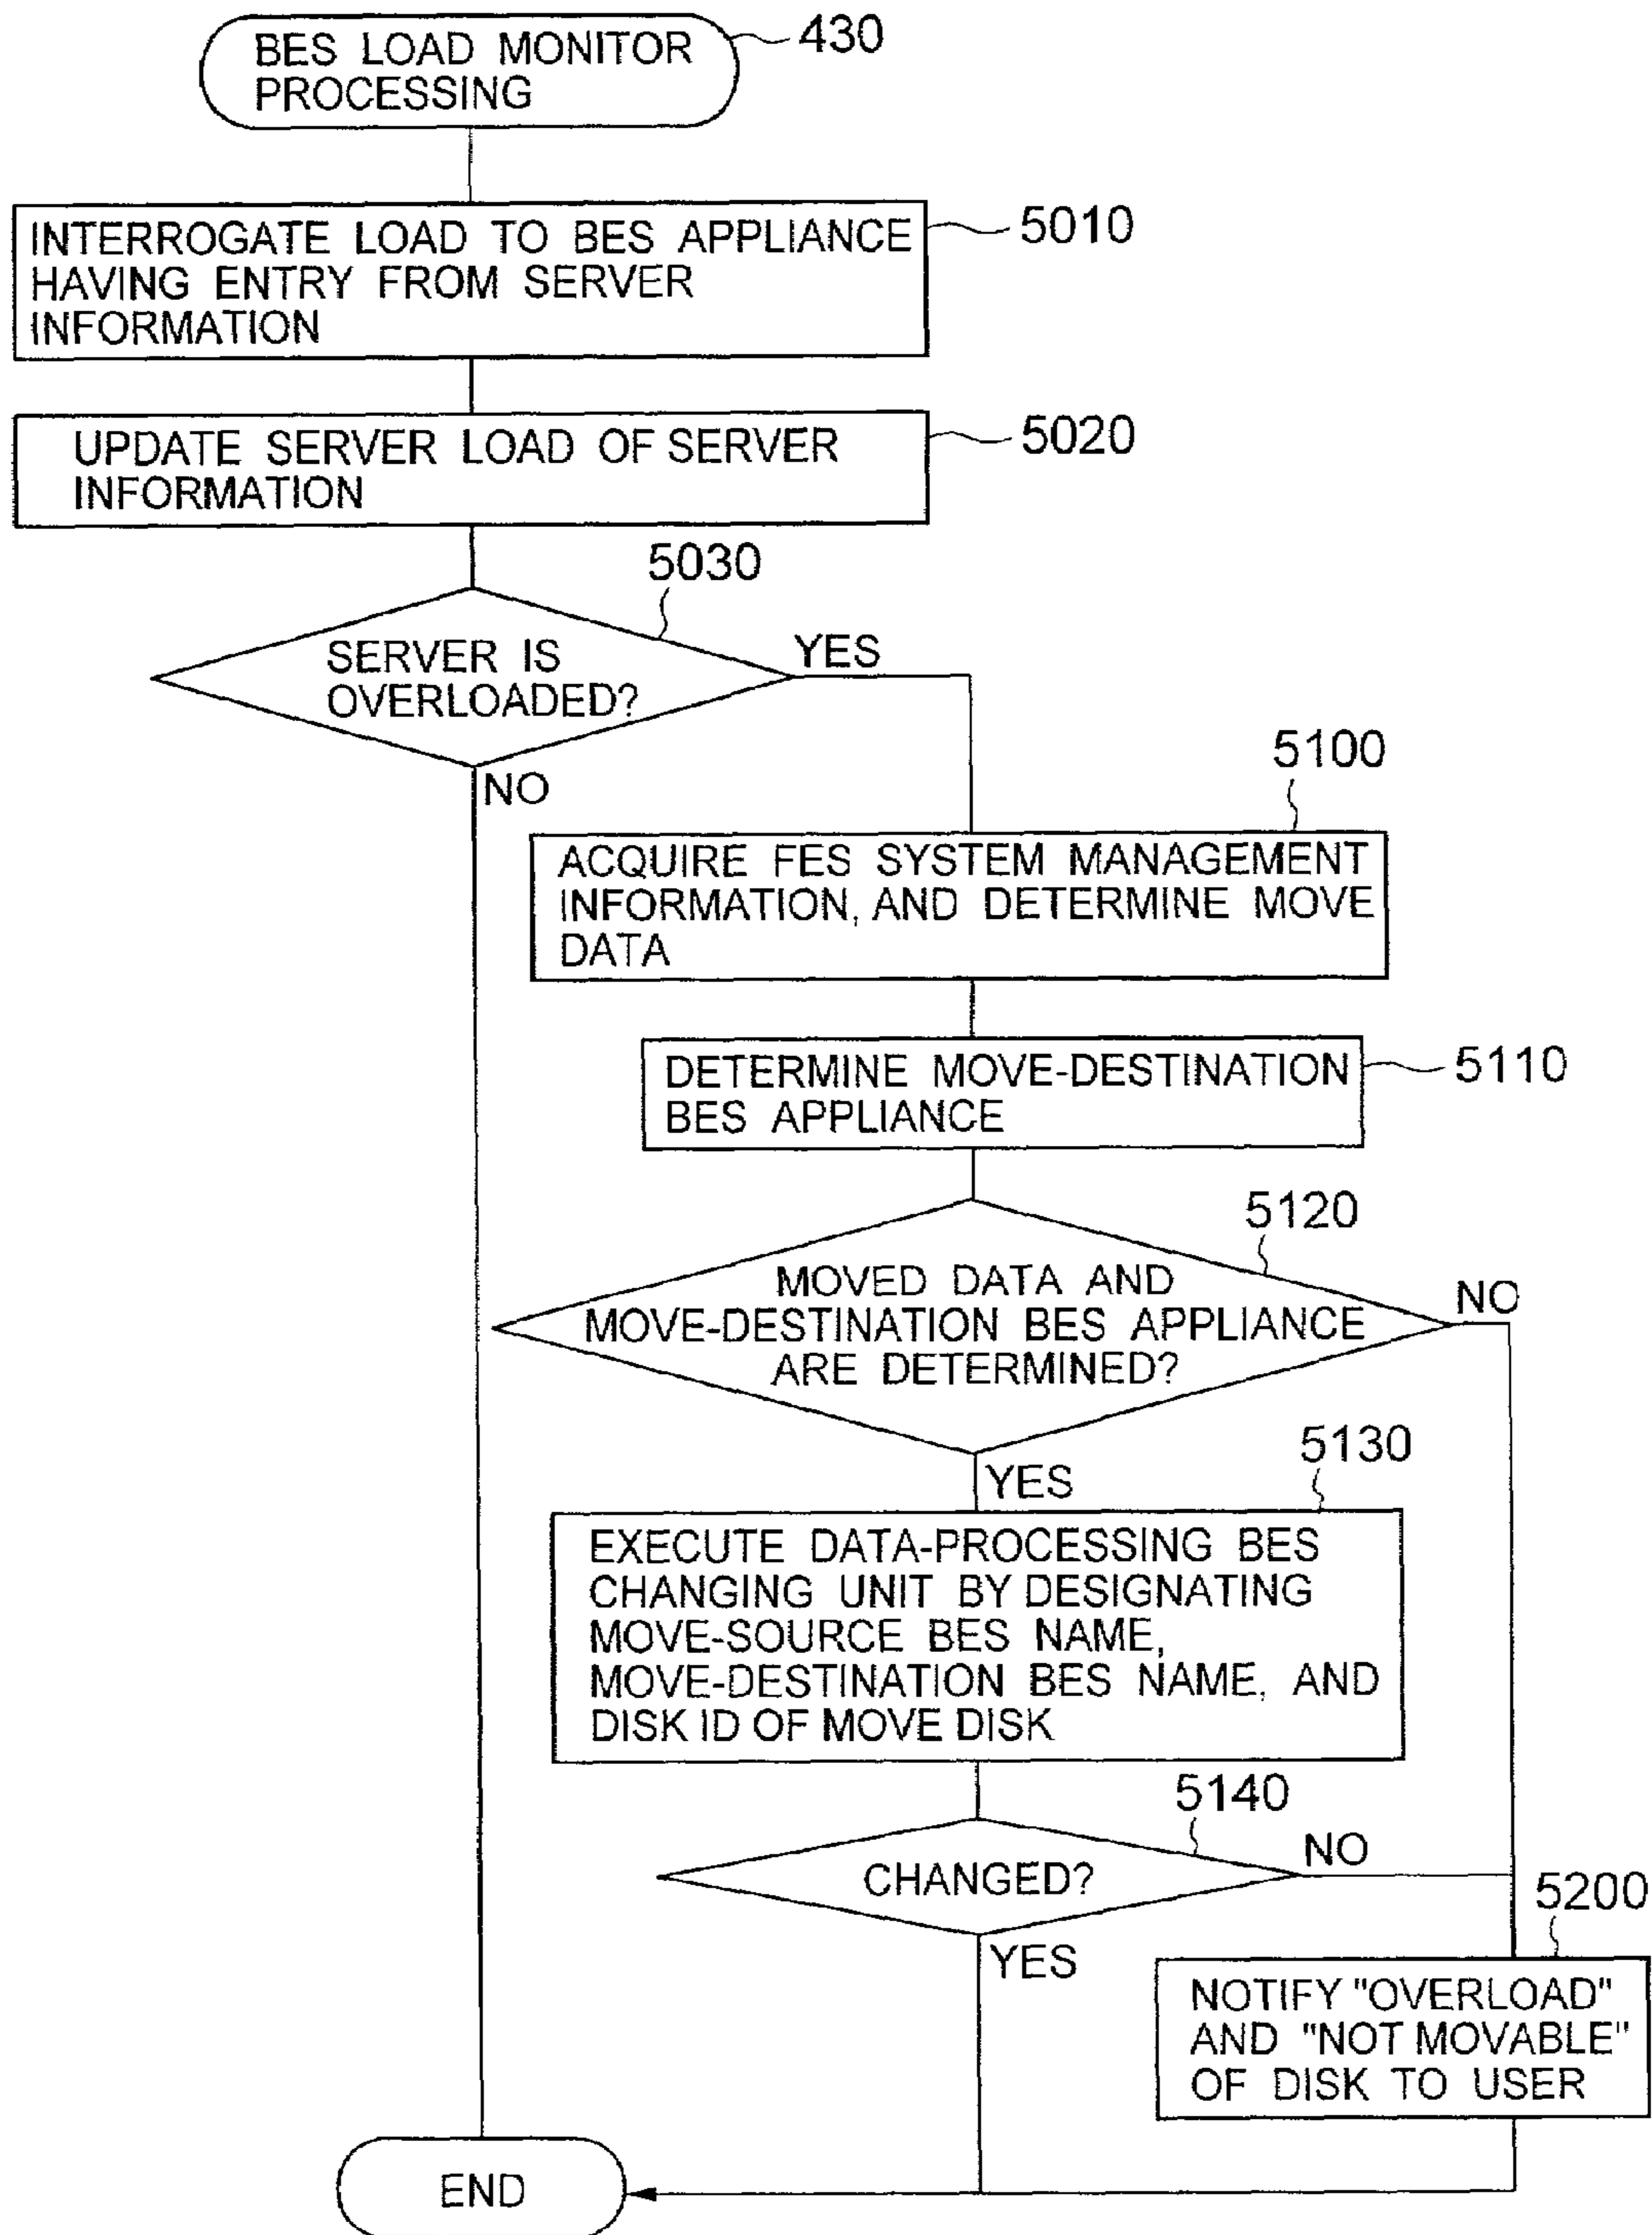 BES LOAD MONITOR
PROCESSING
430
INTERROGATE LOAD TO BES APPLIANCE
HAVING ENTRY FROM SERVER
INFORMATION
5010
UPDATE SERVER LOAD OF SERVER
INFORMATION
5020
5030
SERVER IS
OVERLOADED?
YES
NO
5100
ACQUIRE FES SYSTEM MANAGEMENT
INFORMATION, AND DETERMINE MOVE
DATA
DETERMINE MOVE-DESTINATION
BES APPLIANCE
5110
5120
MOVED DATA AND
MOVE-DESTINATION BES APPLIANCE
ARE DETERMINED?
NO
YES
5130
EXECUTE DATA-PROCESSING BES
CHANGING UNIT BY DESIGNATING
MOVE-SOURCE BES NAME,
MOVE-DESTINATION BES NAME, AND
DISK ID OF MOVE DISK
5140
CHANGED?
NO
YES
5200
NOTIFY "OVERLOAD"
AND "NOT MOVABLE"
OF DISK TO USER
END